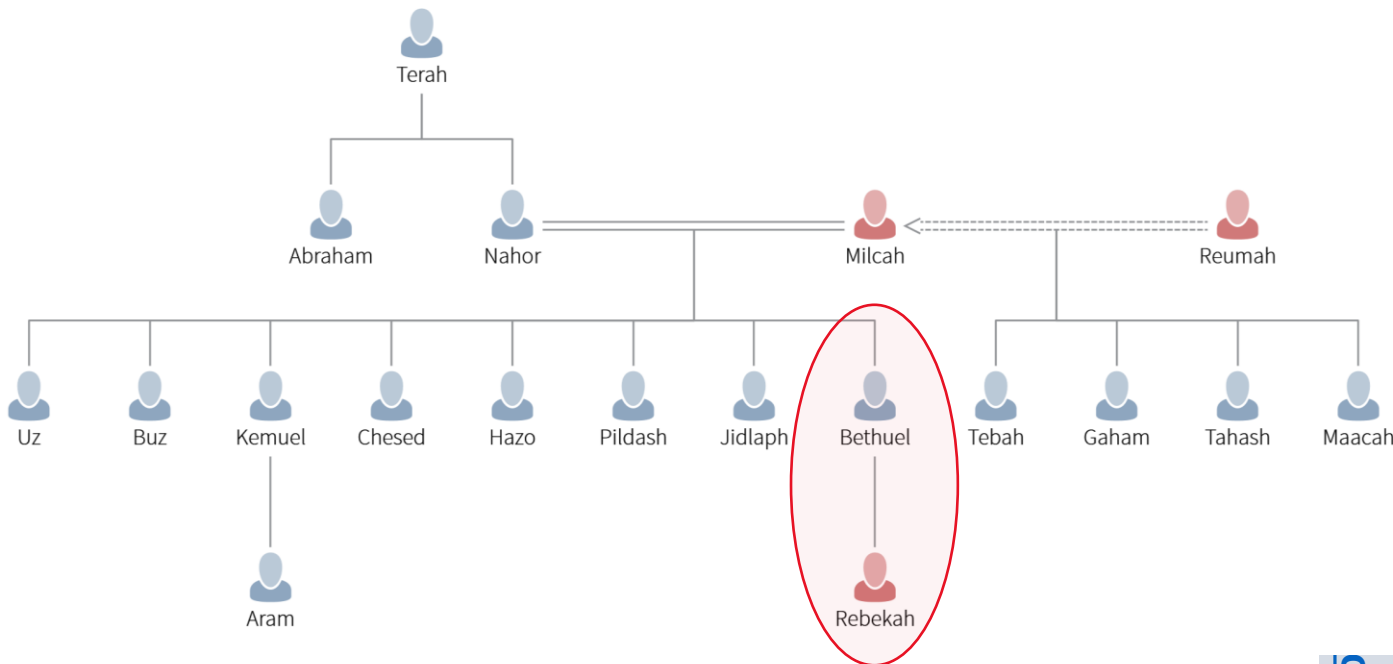 Terah
Abraham Nahor Milcah Reumah
Uz Buz Kemuel Chesed Hazo Pildash Jidlaph Bethuel Tebah Gaham Tahash Maacah
Aram Rebekah